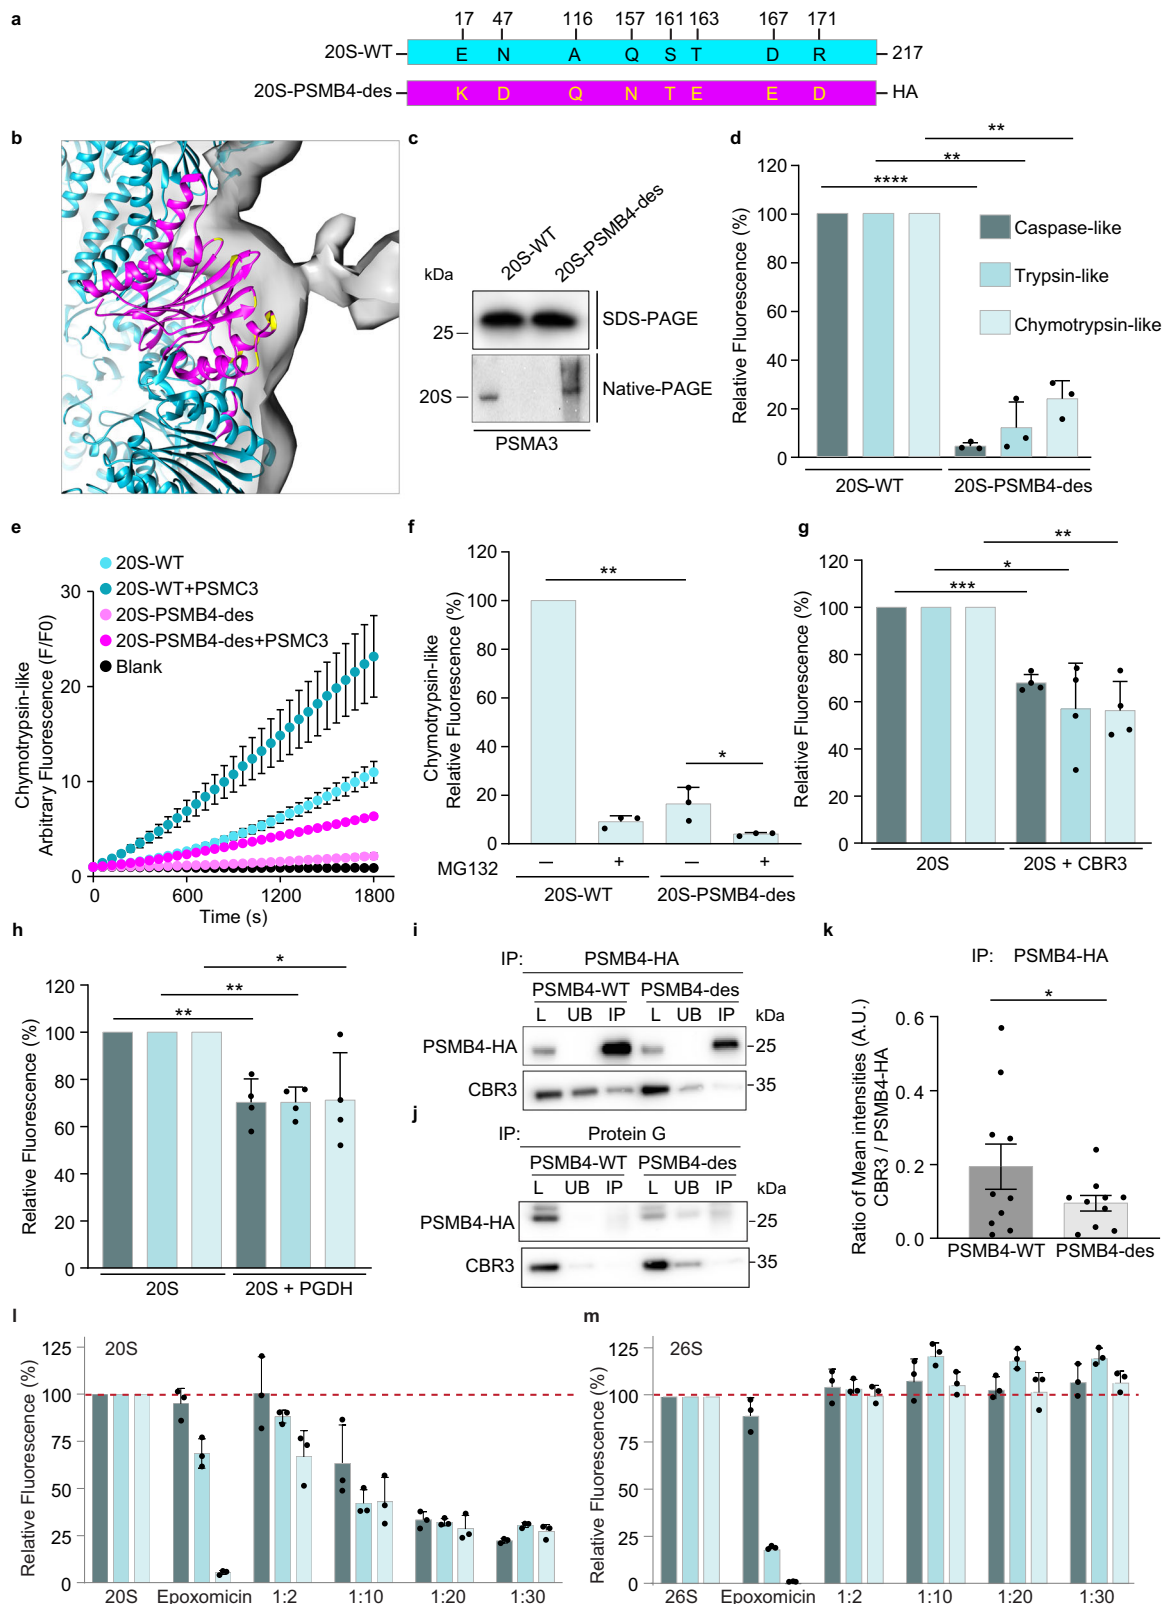 a
17 47 116 157 161 163 167 171
20S-WT E N A Q S T D R 217
20S-PSMB4-des K D Q N T E E D HA
b
c
20S-WT
20S-PSMB4-des
kDa
25
SDS-PAGE
20S
Native-PAGE
PSMA3
d
Relative Fluorescence (%)
120
100
80
60
40
20
0
****
**
**
Caspase-like
Trypsin-like
Chymotrypsin-like
20S-WT 20S-PSMB4-des
e
20S-WT
20S-WT+PSMC3
20S-PSMB4-des
20S-PSMB4-des+PSMC3
Blank
Chymotrypsin-like
Arbitrary Fluorescence (F/F0)
30
20
10
0
0 600 1200 1800
Time (s)
f
Chymotrypsin-like
Relative Fluorescence (%)
120
100
80
60
40
20
0
**
*
MG132 – + – +
20S-WT 20S-PSMB4-des
g
Relative Fluorescence (%)
120
100
80
60
40
20
0
***
*
**
20S 20S + CBR3
h
Relative Fluorescence (%)
120
100
80
60
40
20
0
**
**
*
20S 20S + PGDH
i
IP: PSMB4-HA
PSMB4-WT PSMB4-des
L UB IP L UB IP kDa
PSMB4-HA -25
CBR3 -35
j
IP: Protein G
PSMB4-WT PSMB4-des
L UB IP L UB IP kDa
PSMB4-HA -25
CBR3 -35
k
IP: PSMB4-HA
*
Ratio of Mean intensities (A.U.)
CBR3 / PSMB4-HA
0.6
0.4
0.2
0.0
PSMB4-WT PSMB4-des
l
20S
Relative Fluorescence (%)
125
100
75
50
25
0
20S Epoxomicin 1:2 1:10 1:20 1:30
m
26S
Relative Fluorescence (%)
125
100
75
50
25
0
26S Epoxomicin 1:2 1:10 1:20 1:30